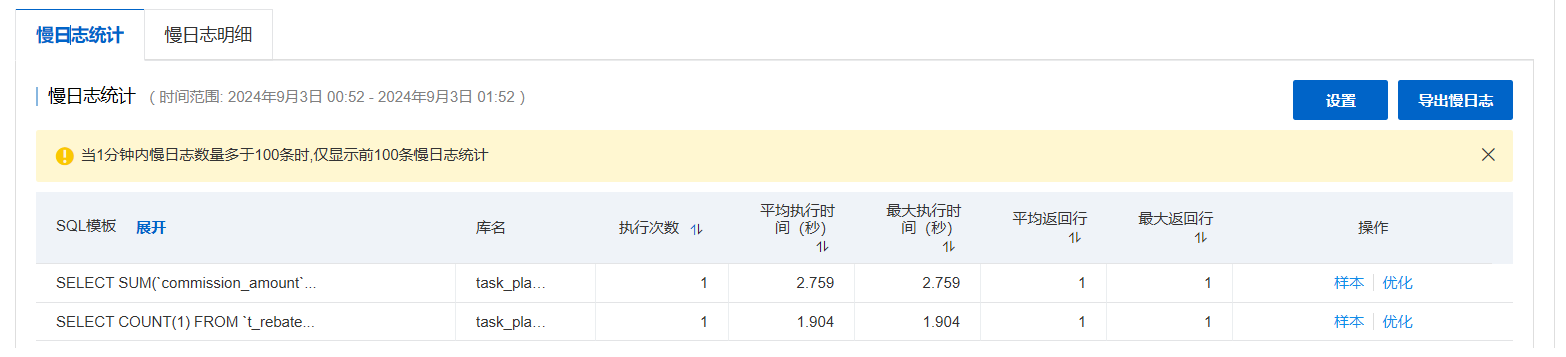 慢日志统计 慢日志明细
慢日志统计 ( 时间范围: 2024年9月3日 00:52 - 2024年9月3日 01:52 ) 设置 导出慢日志
当1分钟内慢日志数量多于100条时,仅显示前100条慢日志统计
SQL模板 展开 库名 执行次数 平均执行时间（秒） 最大执行时间（秒） 平均返回行 最大返回行 操作
SELECT SUM(`commission_amount`... task_pla... 1 2.759 2.759 1 1 样本 优化
SELECT COUNT(1) FROM `t_rebate... task_pla... 1 1.904 1.904 1 1 样本 优化